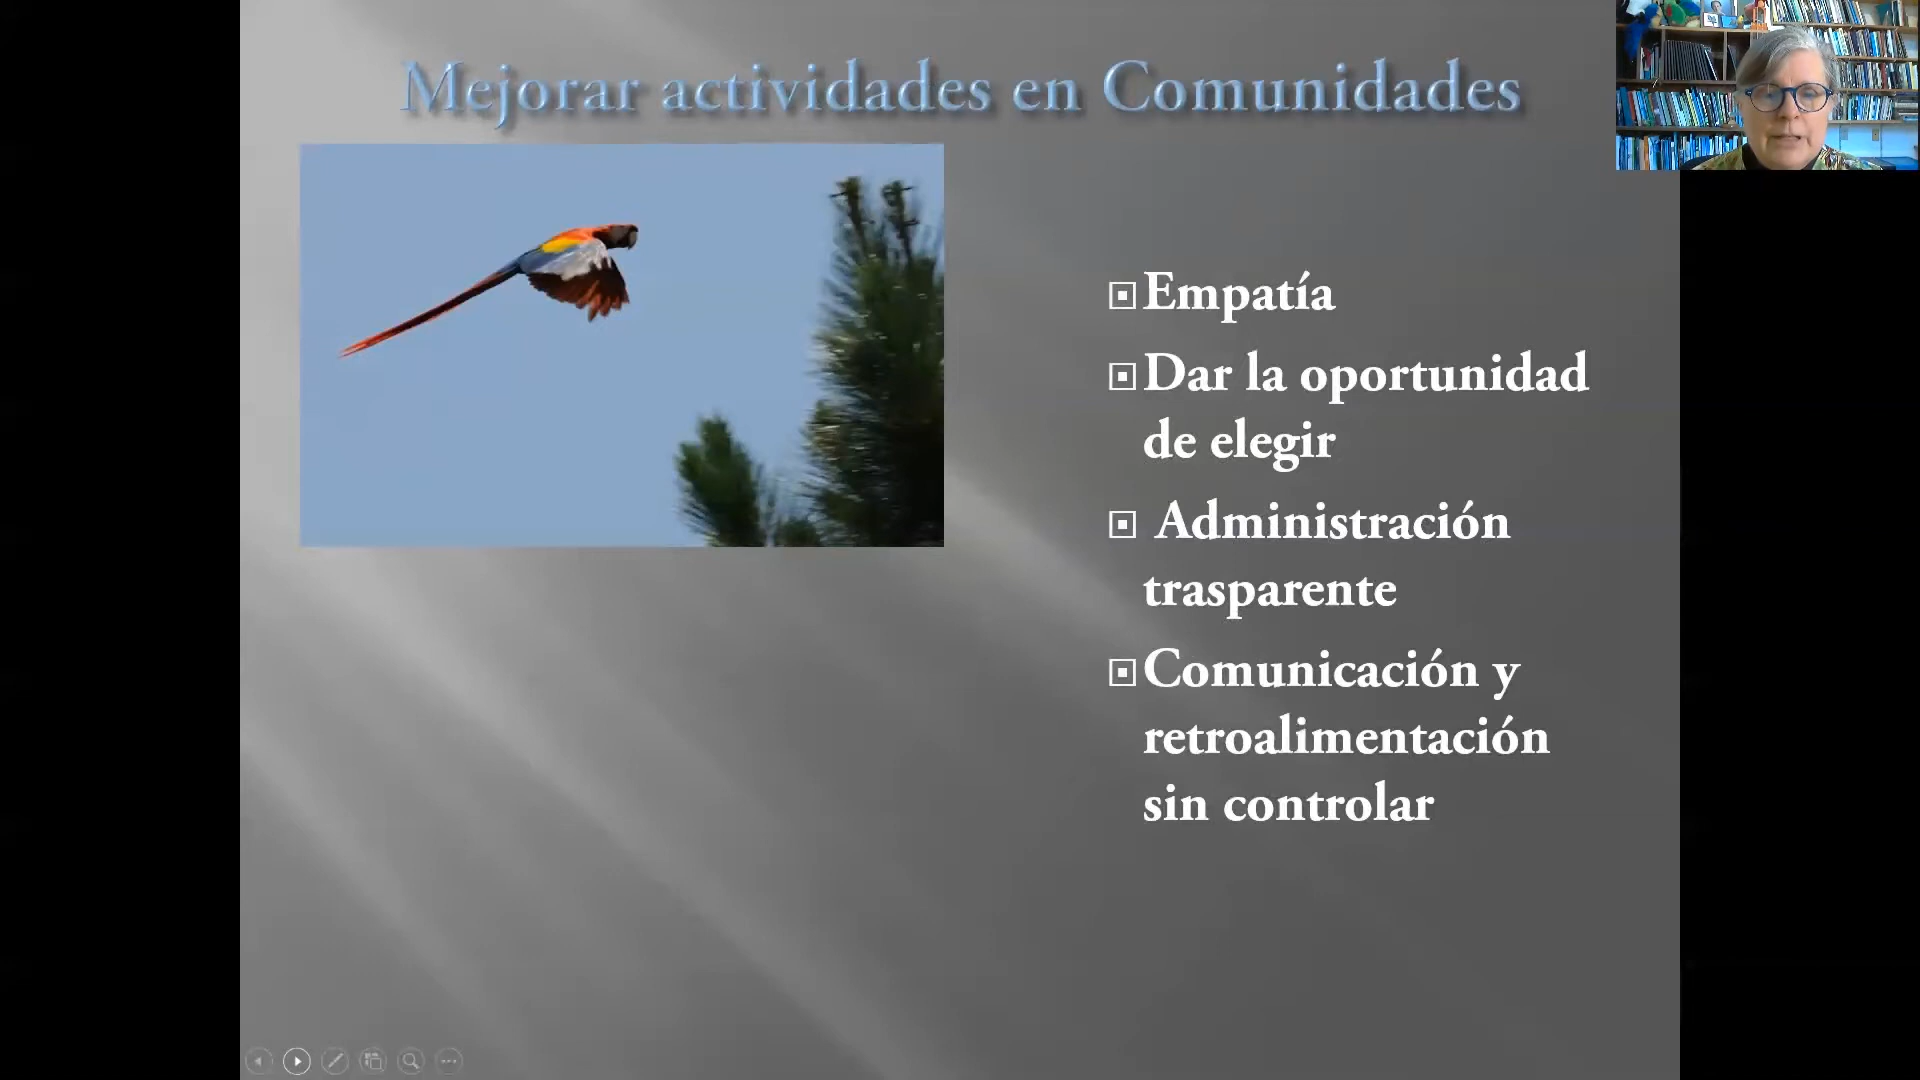 Mejorar actividades en Comunidades
Empatía
Dar la oportunidad
de elegir
Administración
trasparente
Comunicación y
retroalimentación
sin controlar